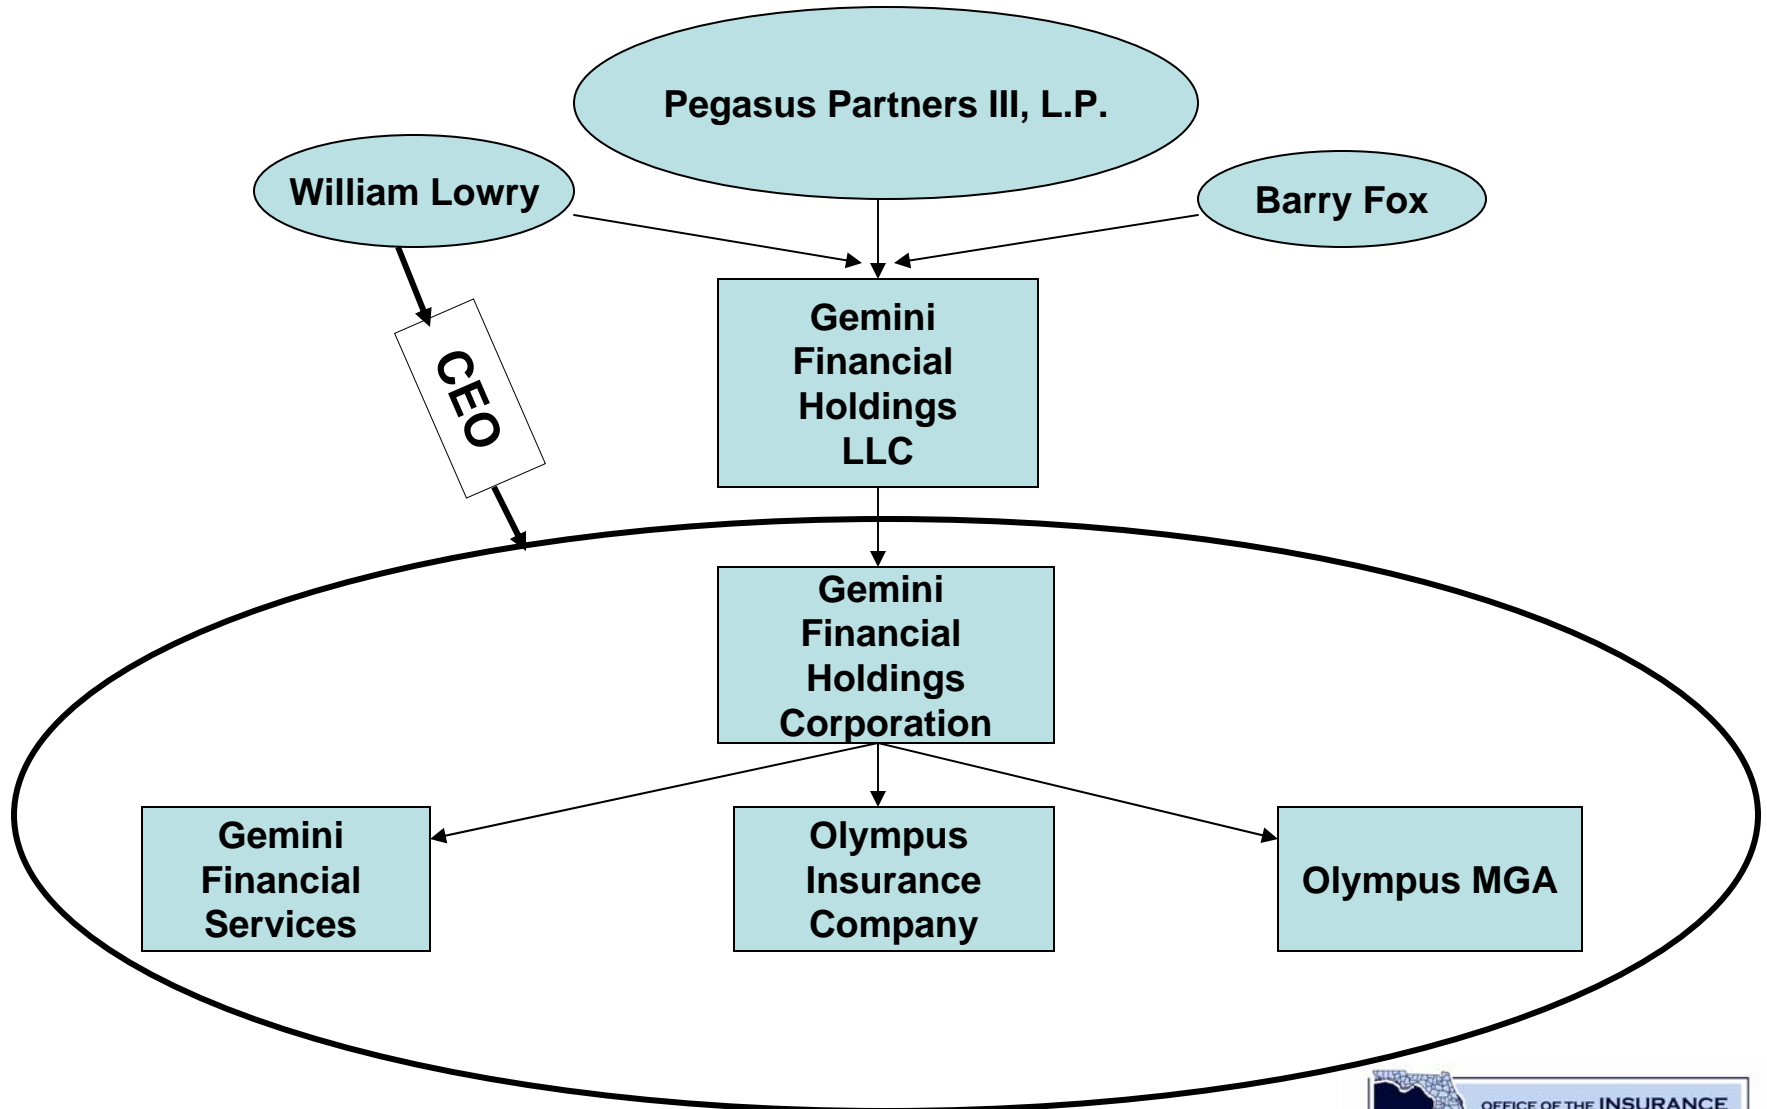 Pegasus Partners III, L.P.
William Lowry
Barry Fox
Gemini
Financial
Holdings
LLC
CEO
Gemini
Financial
Holdings
Corporation
Gemini
Financial
Services
Olympus
Insurance
Company
Olympus MGA
OFFICE OF THE INSURANCE